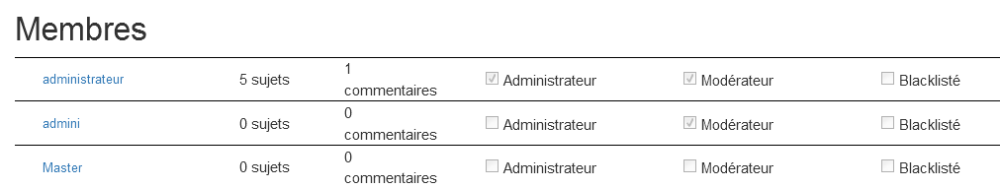 Membres
administrateur 5 sujets 1 commentaires Administrateur Modérateur Blacklisté
admini 0 sujets 0 commentaires Administrateur Modérateur Blacklisté
Master 0 sujets 0 commentaires Administrateur Modérateur Blacklisté